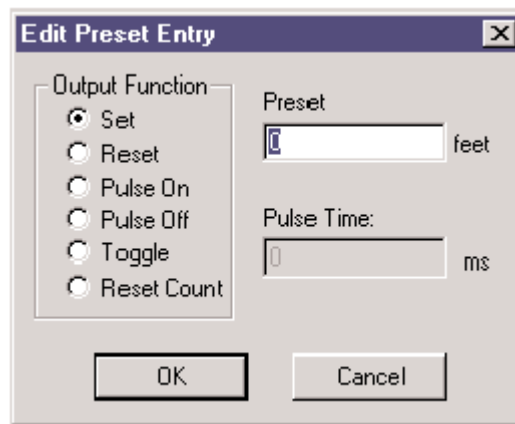 Edit Preset Entry
Output Function
Set
Reset
Pulse On
Pulse Off
Toggle
Reset Count
Preset
0 feet
Pulse Time:
0 ms
OK Cancel